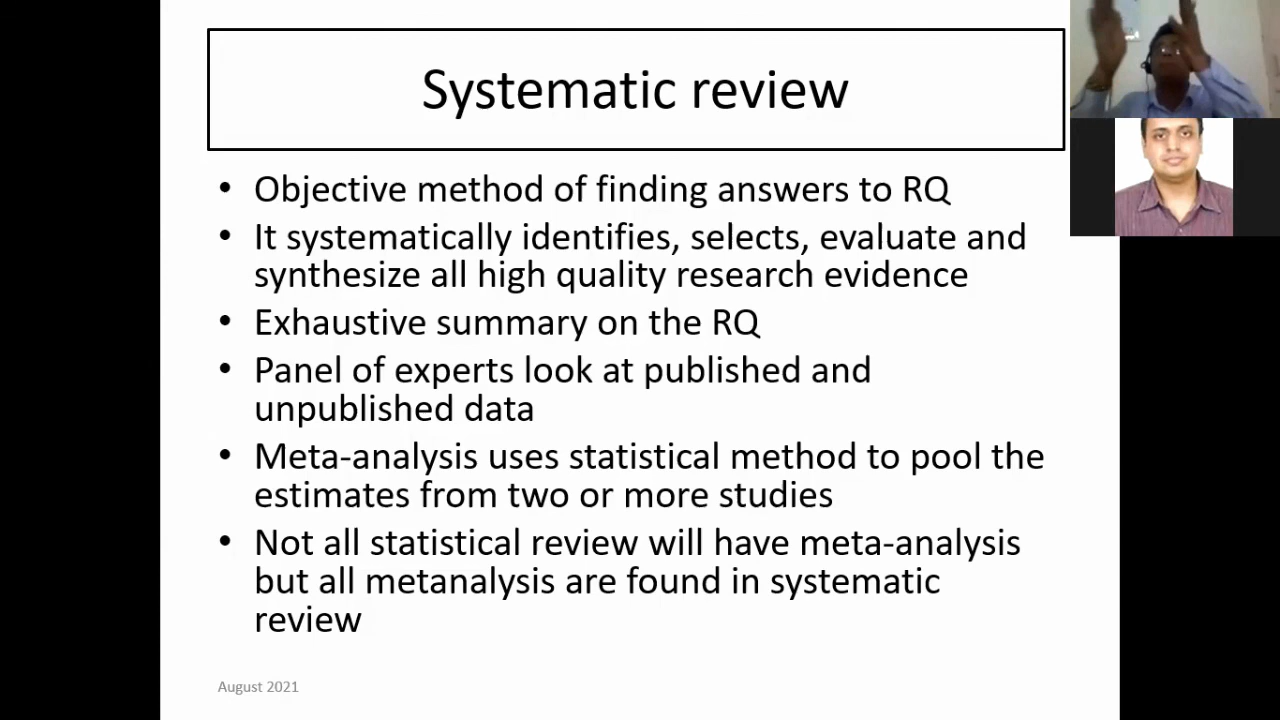 Systematic review
• Objective method of finding answers to RQ
• It systematically identifies, selects, evaluate and
synthesize all high quality research evidence
• Exhaustive summary on the RQ
• Panel of experts look at published and
unpublished data
• Meta-analysis uses statistical method to pool the
estimates from two or more studies
• Not all statistical review will have meta-analysis
but all metanalysis are found in systematic
review
August 2021